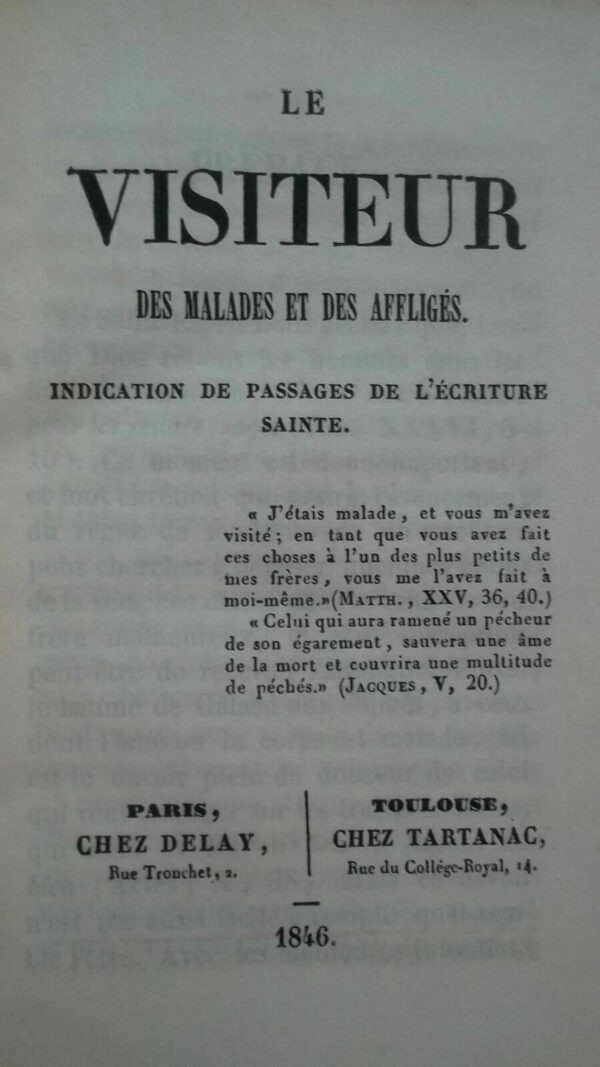 LE
VISITEUR
DES MALADES ET DES AFFLIGÉS.
INDICATION DE PASSAGES DE L'ÉCRITURE
SAINTE.
« J'étais malade, et vous m'avez
visité; en tant que vous avez fait
ces choses à l'un des plus petits de
mes frères, vous me l'avez fait à
moi-même.»(MATTH., XXV, 36, 40.)
« Celui qui aura ramené un pécheur
de son égarement, sauvera une âme
de la mort et couvrira une multitude
de péchés.» (JACQUES, V, 20.)
PARIS,
CHEZ DELAY,
Rue Tronchet, 2.
TOULOUSE,
CHEZ TARTANAC,
Rue du Collége-Royal, 14.
1846.